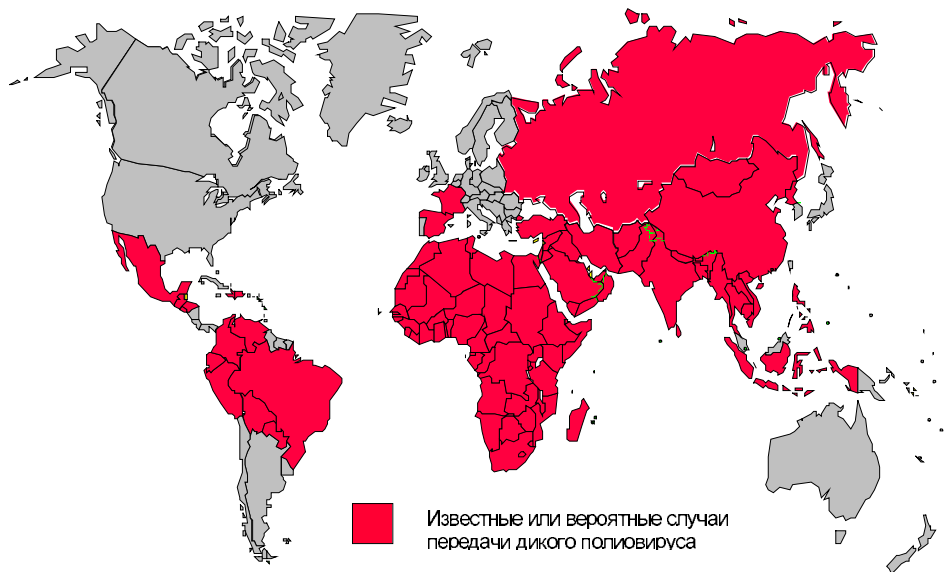 Известные или вероятные случаи
передачи дикого полиовируса